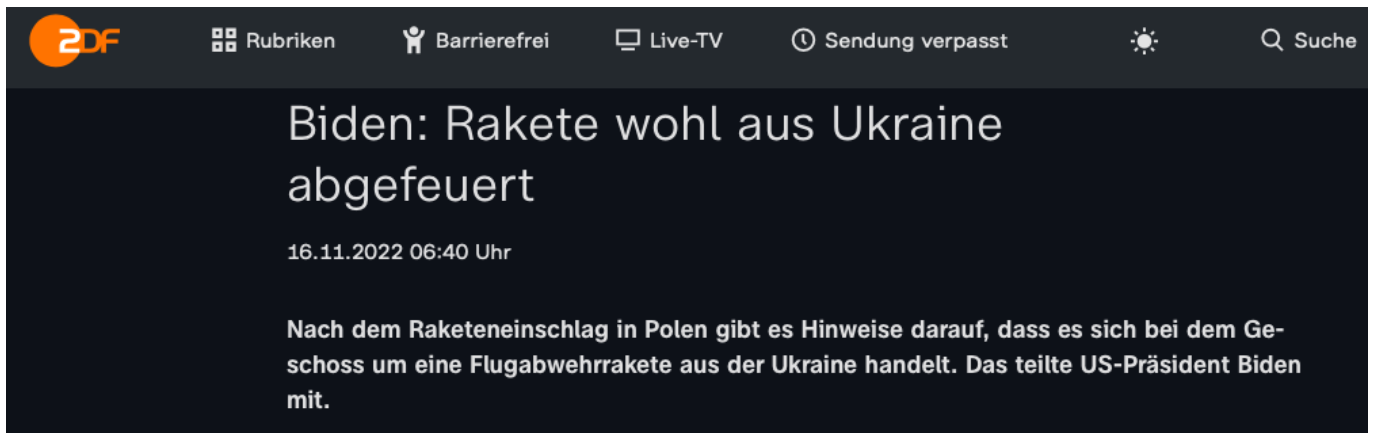 ZDF Rubriken Barrierefrei Live-TV Sendung verpasst Suche
Biden: Rakete wohl aus Ukraine
abgefeuert
16.11.2022 06:40 Uhr
Nach dem Raketeneinschlag in Polen gibt es Hinweise darauf, dass es sich bei dem Ge-
schoss um eine Flugabwehrrakete aus der Ukraine handelt. Das teilte US-Präsident Biden
mit.